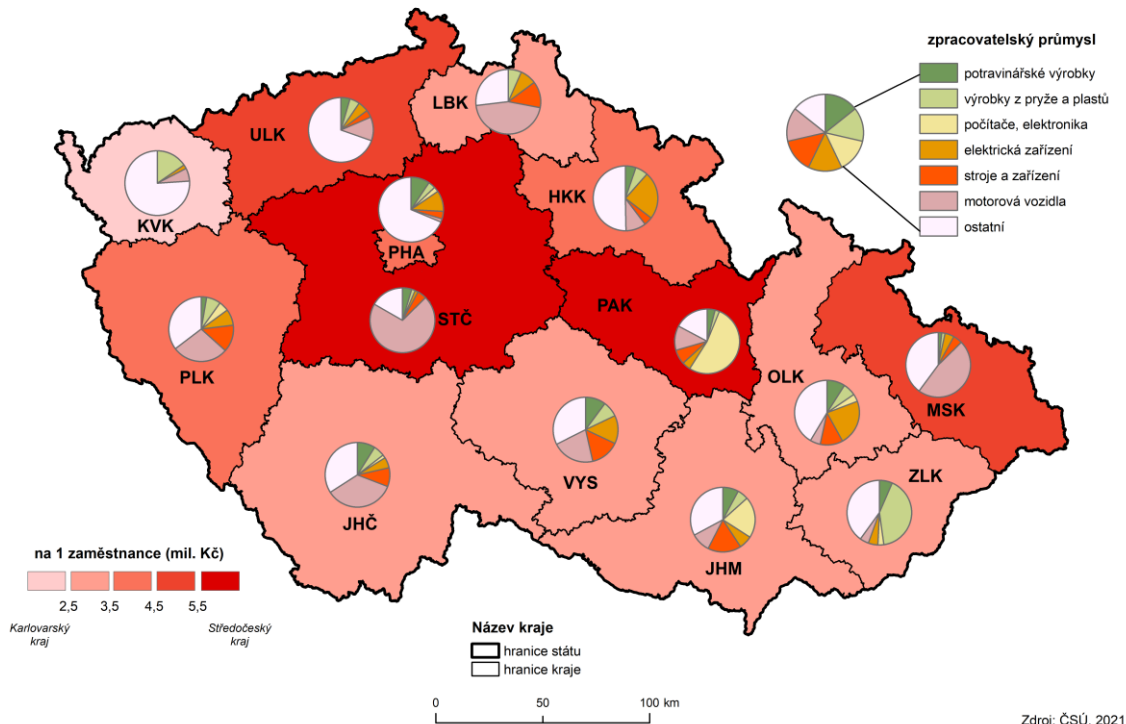 zpracovatelský průmysl
potravinářské výrobky
výrobky z pryže a plastů
počítače, elektronika
elektrická zařízení
stroje a zařízení
motorová vozidla
ostatní
LBK
ULK
KVK
HKK
PHA
PAK
STČ
PLK
OLK
MSK
VYS
ZLK
JHČ
JHM
na 1 zaměstnance (mil. Kč)
2,5 3,5 4,5 5,5
Karlovarský
kraj
Středočeský
kraj
Název kraje
hranice státu
hranice kraje
0 50 100 km
Zdroj: ČSÚ, 2021